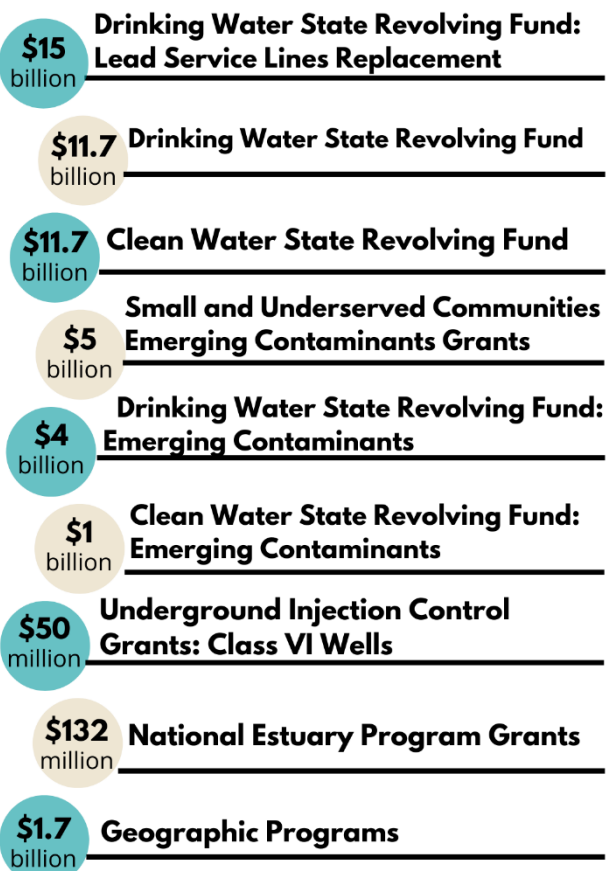 $15
billion
Drinking Water State Revolving Fund:
Lead Service Lines Replacement
$11.7
billion
Drinking Water State Revolving Fund
$11.7
billion
Clean Water State Revolving Fund
$5
billion
Small and Underserved Communities
Emerging Contaminants Grants
$4
billion
Drinking Water State Revolving Fund:
Emerging Contaminants
$1
billion
Clean Water State Revolving Fund:
Emerging Contaminants
$50
million
Underground Injection Control
Grants: Class VI Wells
$132
million
National Estuary Program Grants
$1.7
billion
Geographic Programs